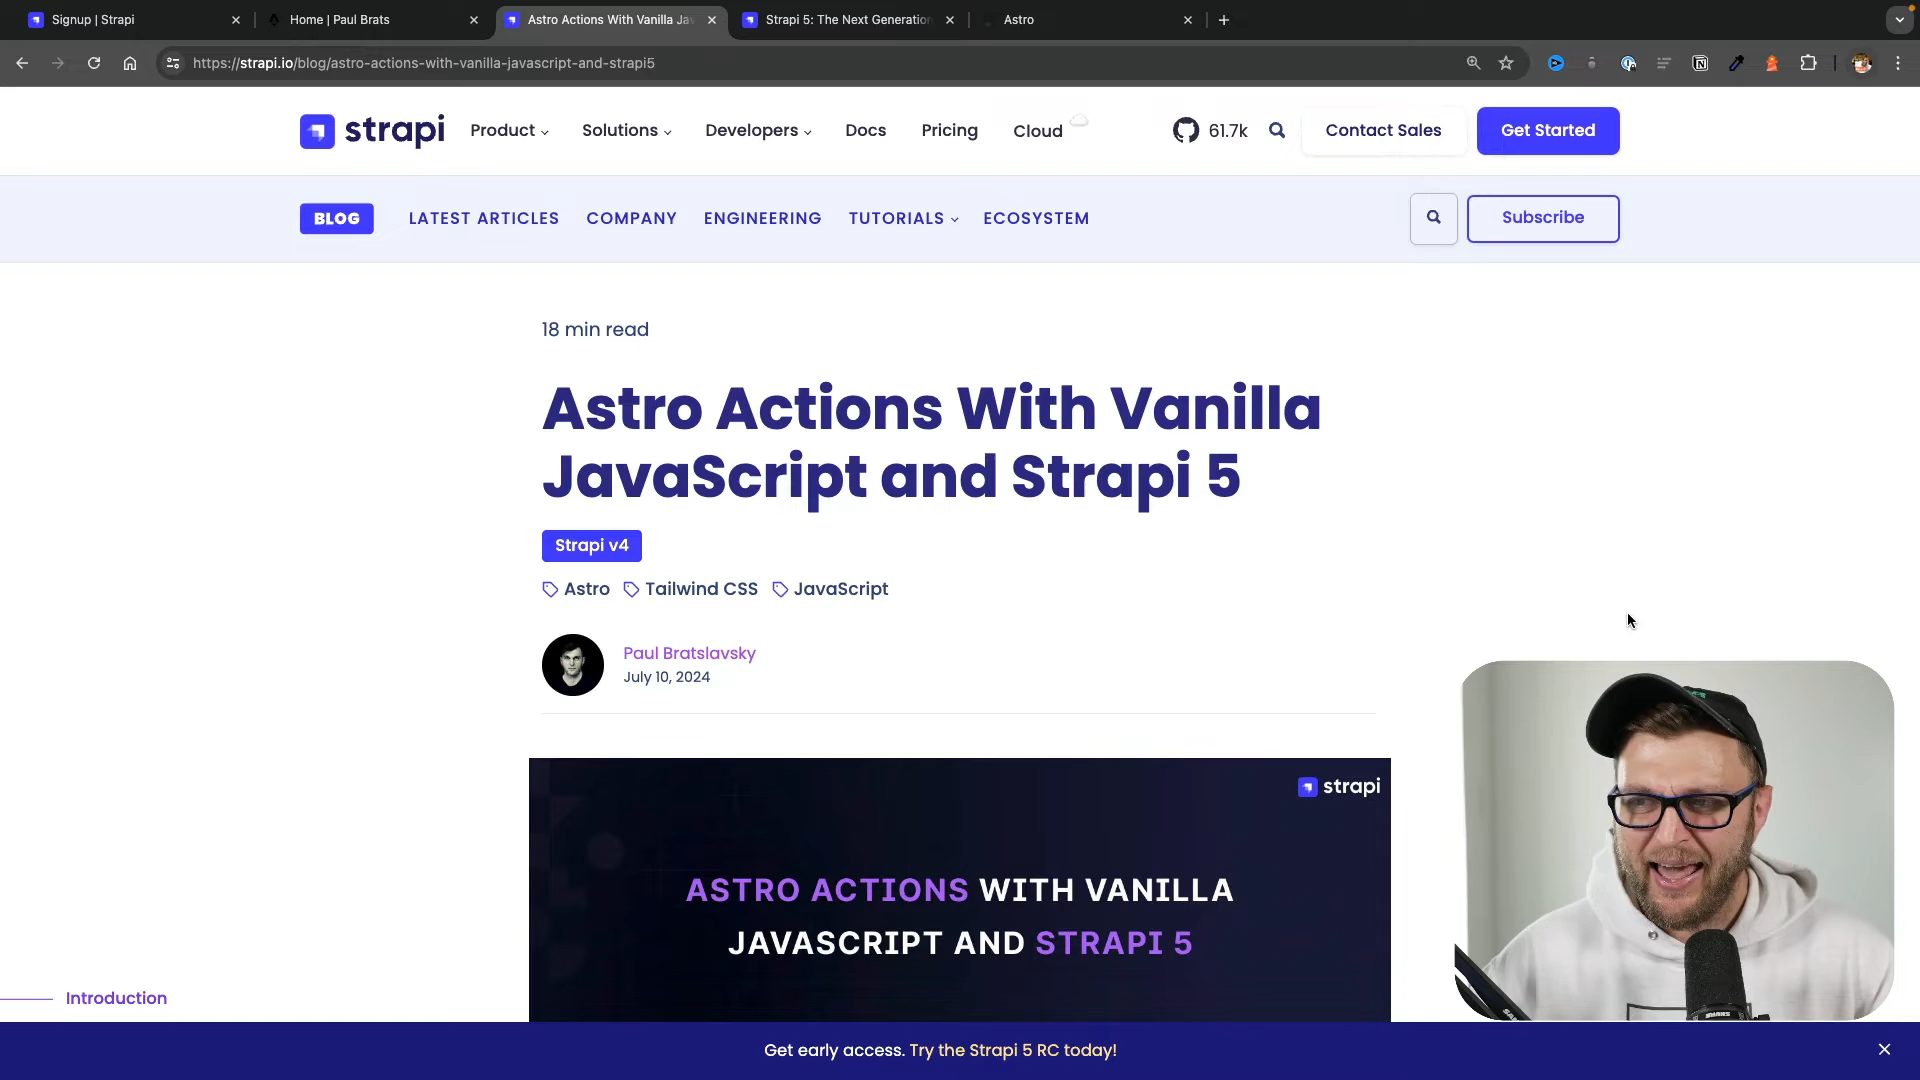 Signup | Strapi
Home | Paul Brats
Astro Actions With Vanilla Jav
Strapi 5: The Next Generation
Astro
https://strapi.io/blog/astro-actions-with-vanilla-javascript-and-strapi5
strapi
Product
Solutions
Developers
Docs
Pricing
Cloud
61.7k
Contact Sales
Get Started
BLOG
LATEST ARTICLES
COMPANY
ENGINEERING
TUTORIALS
ECOSYSTEM
Subscribe
18 min read
Astro Actions With Vanilla
JavaScript and Strapi 5
Strapi v4
Astro
Tailwind CSS
JavaScript
Paul Bratslavsky
July 10, 2024
strapi
ASTRO ACTIONS WITH VANILLA
JAVASCRIPT AND STRAPI 5
Introduction
Get early access. Try the Strapi 5 RC today!